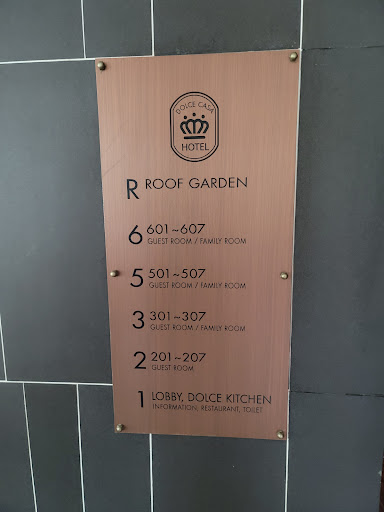 DOLCE CASA
HOTEL
R ROOF GARDEN
6 601~607
GUEST ROOM / FAMILY ROOM
5 501~507
GUEST ROOM / FAMILY ROOM
3 301~307
GUEST ROOM / FAMILY ROOM
2 201~207
GUEST ROOM
1 LOBBY, DOLCE KITCHEN
INFORMATION, RESTAURANT, TOILET